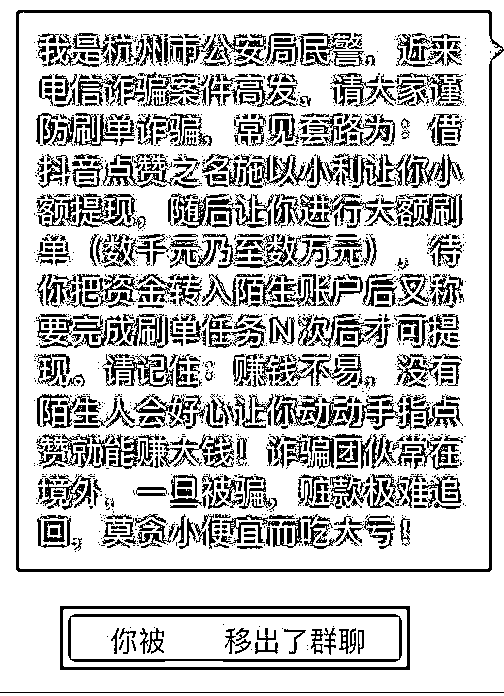 我是杭州市公安局民警。近来
电信诈骗案件高发，请大家谨
防刷单诈骗，常见套路为：借
抖音点赞之名施以小利让你小
额提现，随后让你进行大额刷
单（数千元乃至数万元），待
你把资金转入陌生账户后又称
要完成刷单任务N次后才可提
现。请记住：赚钱不易，没有
陌生人会好心让你动动手指点
赞就能赚大钱！诈骗团伙常在
境外，一旦被骗，赃款极难追
回，莫贪小便宜而吃大亏！
你被 移出了群聊